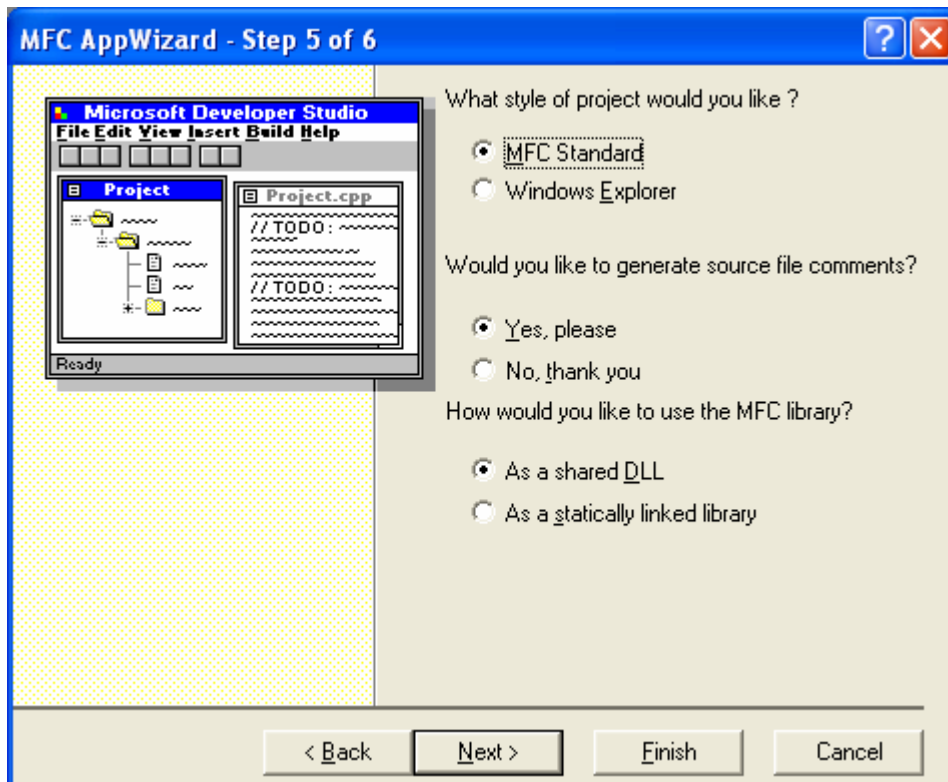 MFC AppWizard - Step 5 of 6
Microsoft Developer Studio
File Edit View Insert Build Help
Project
Project.cpp
// TODO:
// TODO:
Ready
What style of project would you like ?
MFC Standard
Windows Explorer
Would you like to generate source file comments?
Yes, please
No, thank you
How would you like to use the MFC library?
As a shared DLL
As a statically linked library
< Back
Next >
Finish
Cancel